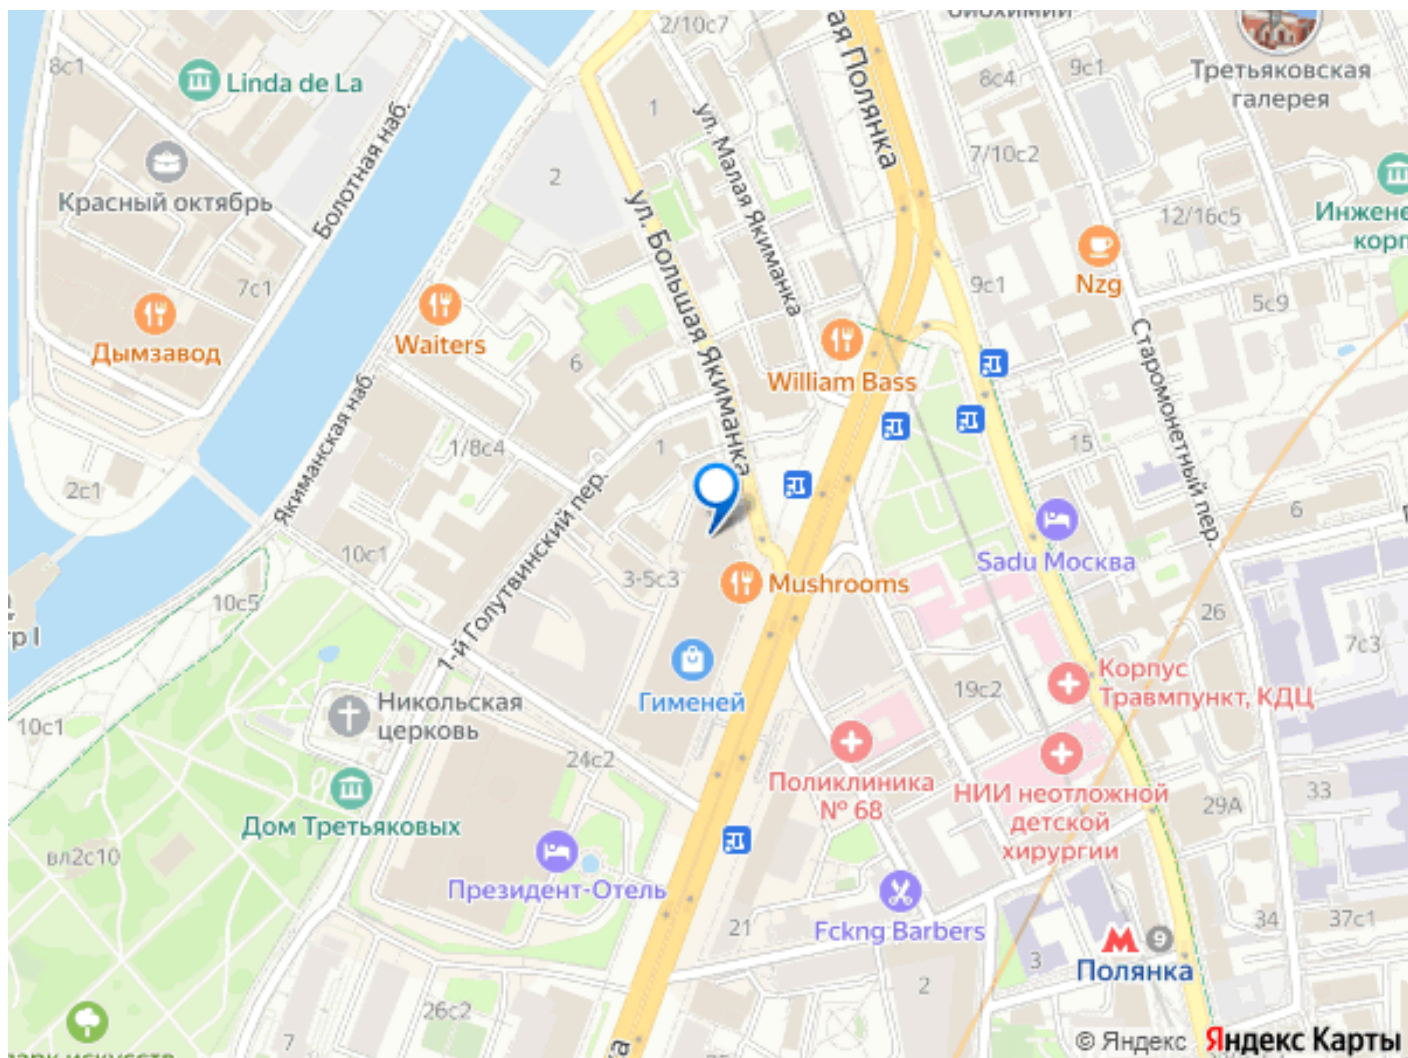 2/10с7
ая Полянка
биохимии
8с4
9с1
Третьяковская
галерея
8с1
Linda de La
Болотная наб.
1
ул. Малая Якиманка
7/10с2
Красный октябрь
2
ул. Большая Якиманка
12/16с5
Инжене
корп
7с1
Nzg
9с1
5с9
Дымзавод
Waiters
6
William Bass
Старомонетный пер.
Якиманская наб.
1/8с4
1
15
2с1
6
10с1
1-й Голутвинский пер.
3-5с3
Mushrooms
Sadu Москва
10с5
26
7с3
Гименей
Корпус
Травмпункт, КДЦ
19с2
Никольская
церковь
10с1
24с2
Поликлиника
№ 68
НИИ неотложной
детской
хирургии
29А
33
Дом Третьяковых
вл2с10
Президент-Отель
21
Fckng Barbers
34
37с1
3
9
Полянка
2
26с2
7
© Яндекс
Яндекс Карты